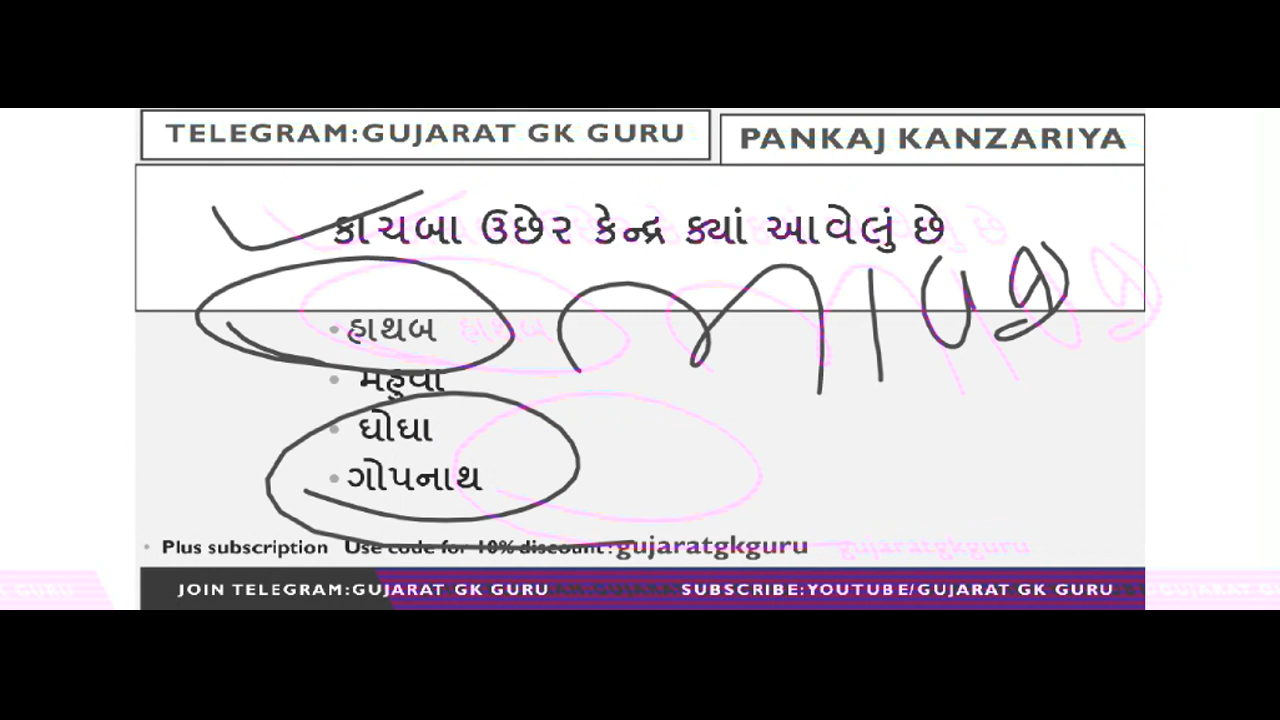 TELEGRAM:GUJARAT GK GURU
PANKAJ KANZARIYA
કાચબા ઉછેર કેન્દ્ર ક્યાં આવેલું છે
• હાથબ
• મહુવા
• ઘોઘા
• ગોપનાથ
• Plus subscription Use code for 10% discount : gujaratgkguru
JOIN TELEGRAM:GUJARAT GK GURU
SUBSCRIBE:YOUTUBE/GUJARAT GK GURU